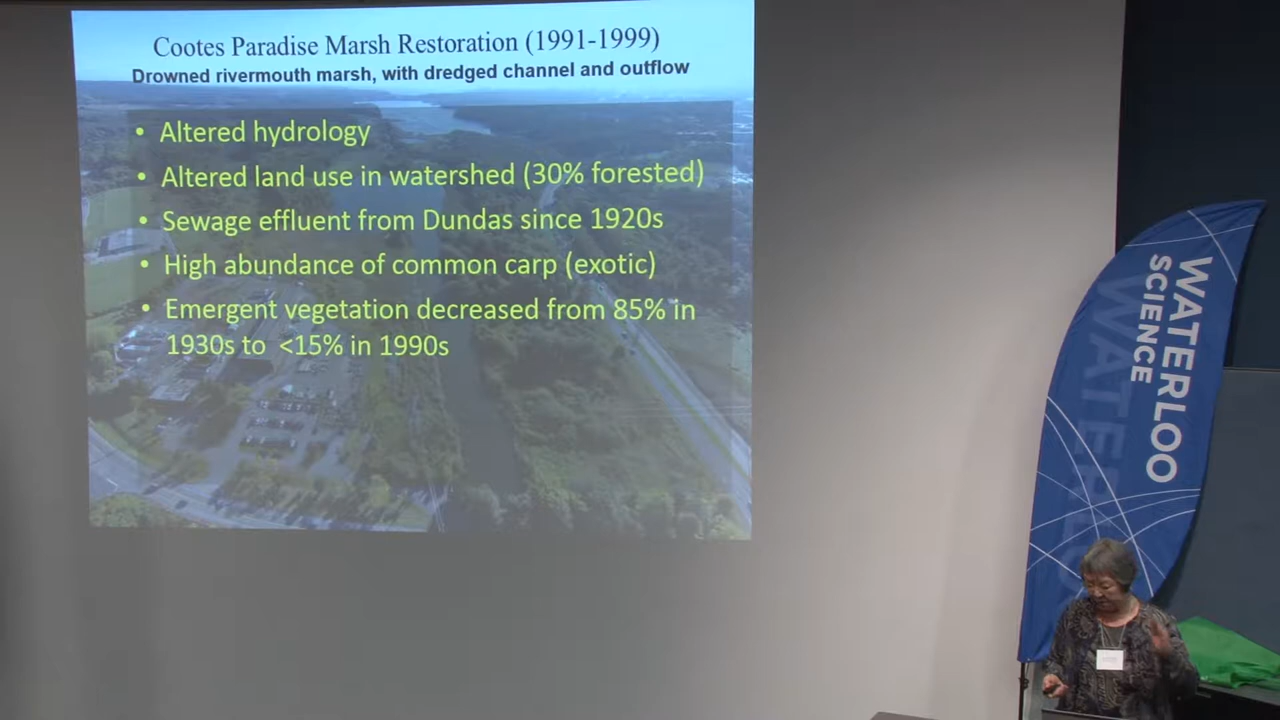 Cootes Paradise Marsh Restoration (1991-1999)
Drowned rivermouth marsh, with dredged channel and outflow
• Altered hydrology
• Altered land use in watershed (30% forested)
• Sewage effluent from Dundas since 1920s
• High abundance of common carp (exotic)
• Emergent vegetation decreased from 85% in
1930s to <15% in 1990s
WATERLOO
SCIENCE